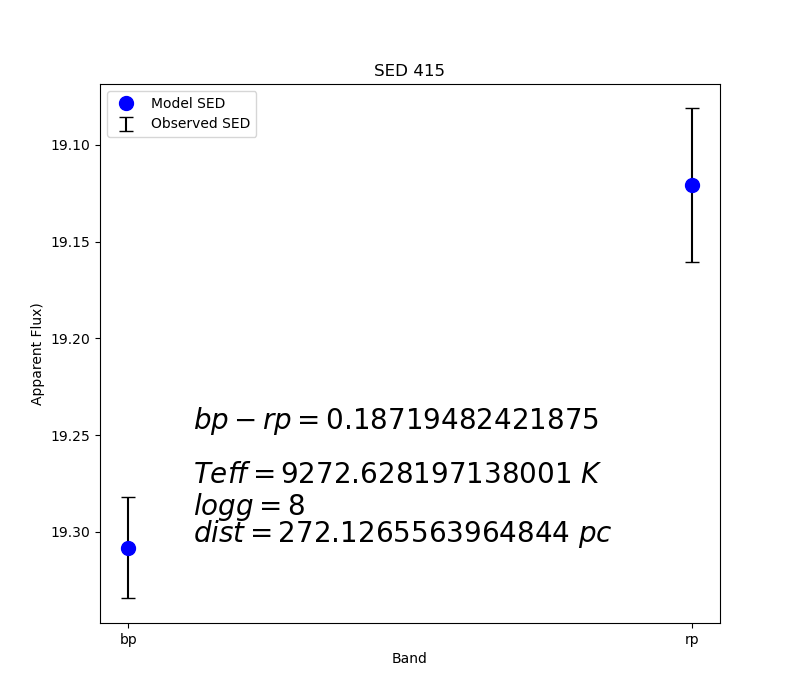 SED 415
Model SED
Observed SED
19.10
19.15
19.20
19.25
19.30
Apparent Flux)
bp − rp = 0.18719482421875
Teff = 9272.628197138001 K
logg = 8
dist = 272.1265563964844 pc
bp
rp
Band